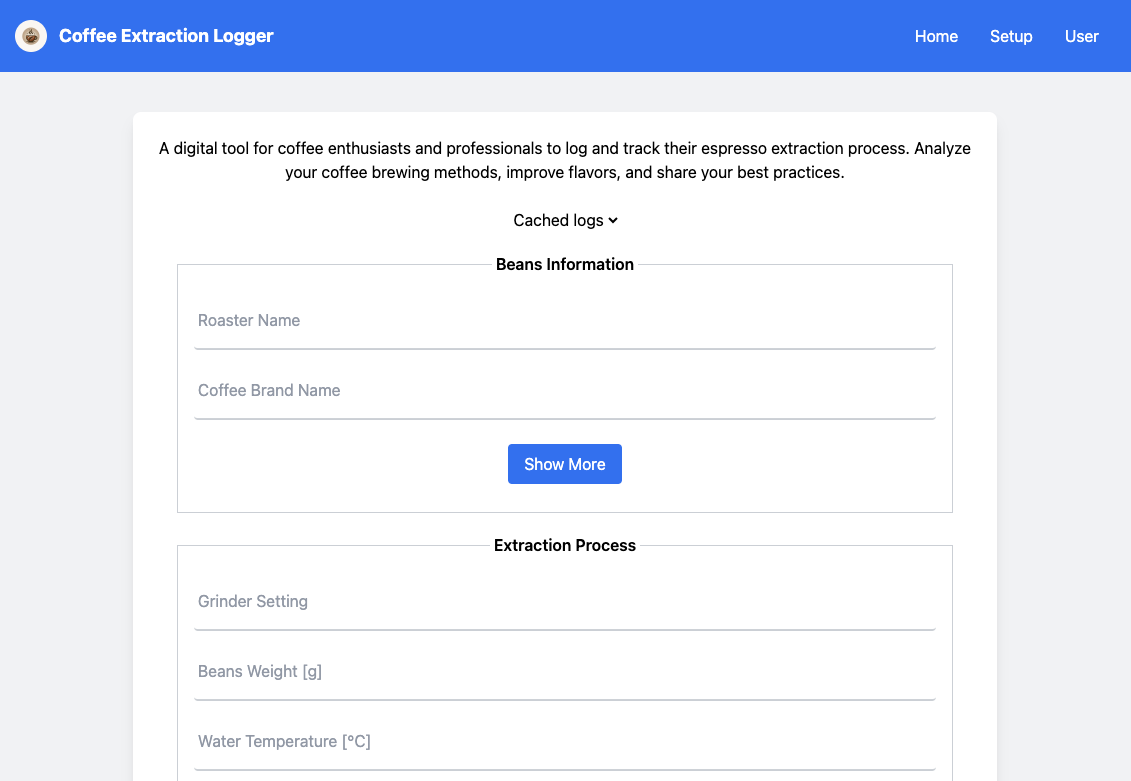 Coffee Extraction Logger
Home
Setup
User
A digital tool for coffee enthusiasts and professionals to log and track their espresso extraction process. Analyze
your coffee brewing methods, improve flavors, and share your best practices.
Cached logs
Beans Information
Roaster Name
Coffee Brand Name
Show More
Extraction Process
Grinder Setting
Beans Weight [g]
Water Temperature [°C]